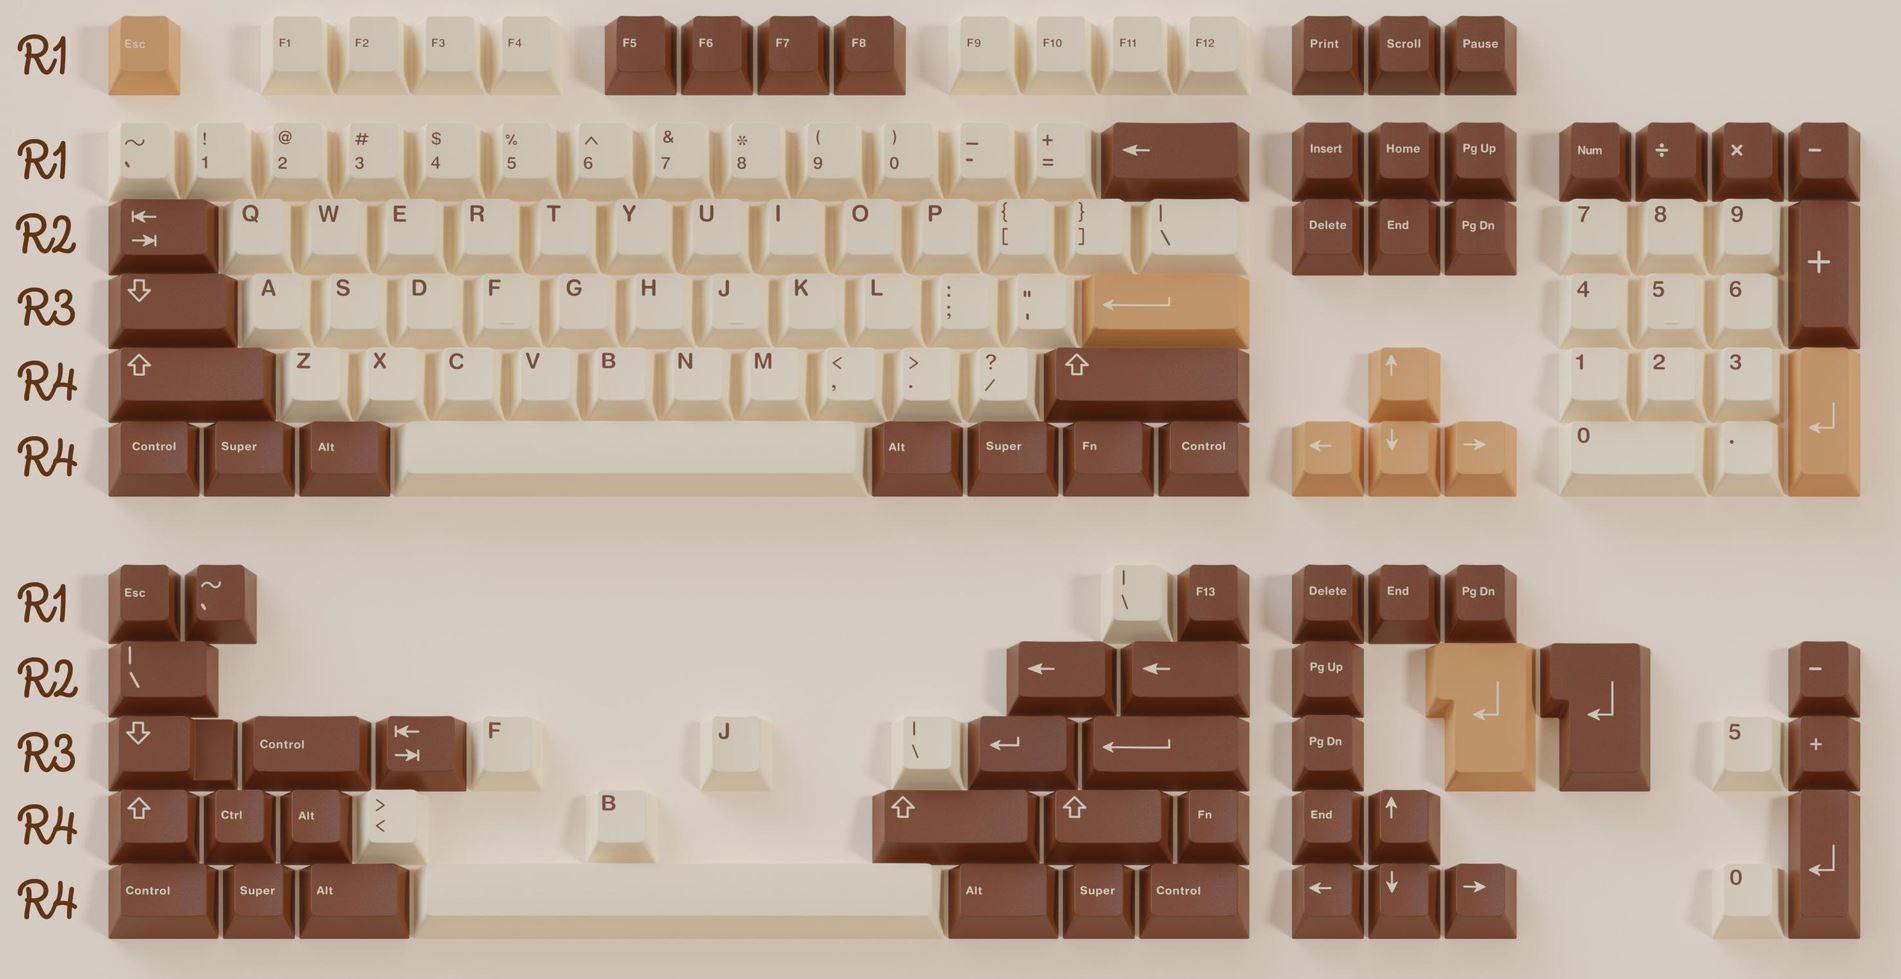 R1 Esc F1 F2 F3 F4 F5 F6 F7 F8 F9 F10 F11 F12 Print Scroll Pause
R1 ~ ` ! 1 @ 2 # 3 $ 4 % 5 ^ 6 & 7 * 8 ( 9 ) 0 _ - + = ← Insert Home Pg Up Num ÷ × -
R2 ⇤ ⇥ Q W E R T Y U I O P { [ } ] | \ Delete End Pg Dn 7 8 9 +
R3 ⇩ A S D F G H J K L : ; " ' ↵ 4 5 6
R4 ⇧ Z X C V B N M < , > . ? / ⇧ ↑ 1 2 3 ↵
R4 Control Super Alt Alt Super Fn Control ← ↓ → 0 .
R1 Esc ~ ` | \ F13 Delete End Pg Dn
R2 | \ ← ← Pg Up ↵ ↵ -
R3 ⇩ Control ⇤ ⇥ F J | \ ↵ ↵ Pg Dn 5 +
R4 ⇧ Ctrl Alt > < B ⇧ ⇧ Fn End ↑ ↵
R4 Control Super Alt Alt Super Control ← ↓ → 0